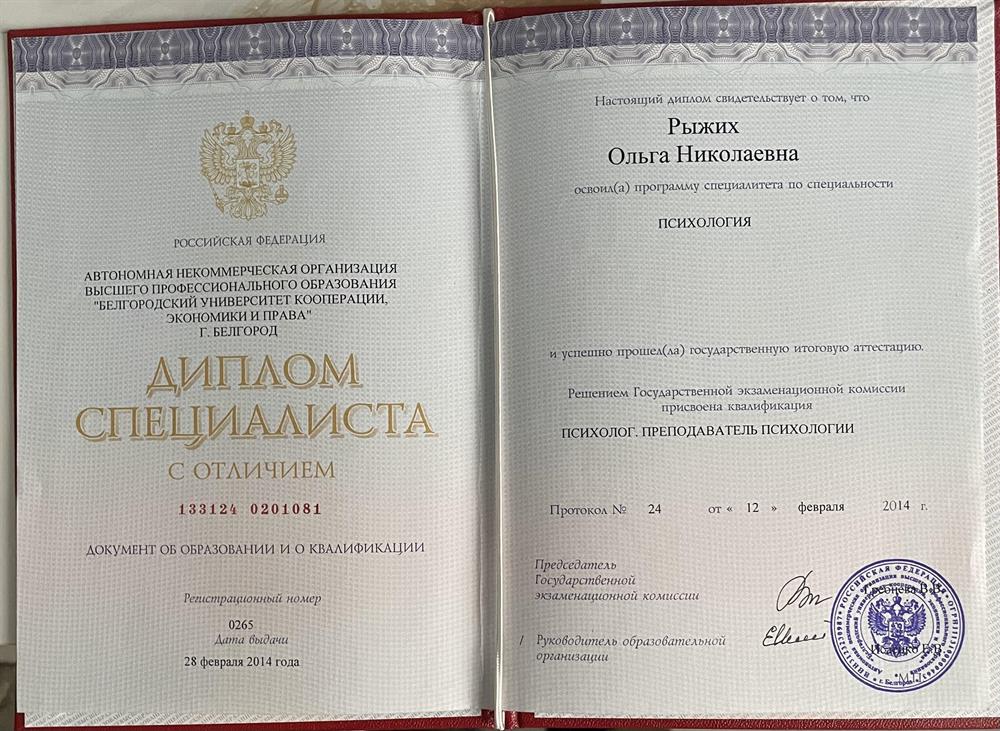 РОССИЙСКАЯ ФЕДЕРАЦИЯ
АВТОНОМНАЯ НЕКОММЕРЧЕСКАЯ ОРГАНИЗАЦИЯ
ВЫСШЕГО ПРОФЕССИОНАЛЬНОГО ОБРАЗОВАНИЯ
"БЕЛГОРОДСКИЙ УНИВЕРСИТЕТ КООПЕРАЦИИ,
ЭКОНОМИКИ И ПРАВА"
Г. БЕЛГОРОД
ДИПЛОМ
СПЕЦИАЛИСТА
С ОТЛИЧИЕМ
133124 0201081
ДОКУМЕНТ ОБ ОБРАЗОВАНИИ И О КВАЛИФИКАЦИИ
Регистрационный номер
0265
Дата выдачи
28 февраля 2014 года
Настоящий диплом свидетельствует о том, что
Рыжих
Ольга Николаевна
освоил(а) программу специалитета по специальности
ПСИХОЛОГИЯ
и успешно прошел(ла) государственную итоговую аттестацию.
Решением Государственной экзаменационной комиссии
присвоена квалификация
ПСИХОЛОГ. ПРЕПОДАВАТЕЛЬ ПСИХОЛОГИИ
Протокол № 24 от « 12 » февраля 2014 г.
Председатель
Государственной
экзаменационной комиссии
/ Руководитель образовательной
организации
М.П.
РОССИЙСКАЯ ФЕДЕРАЦИЯ
г. Белгород